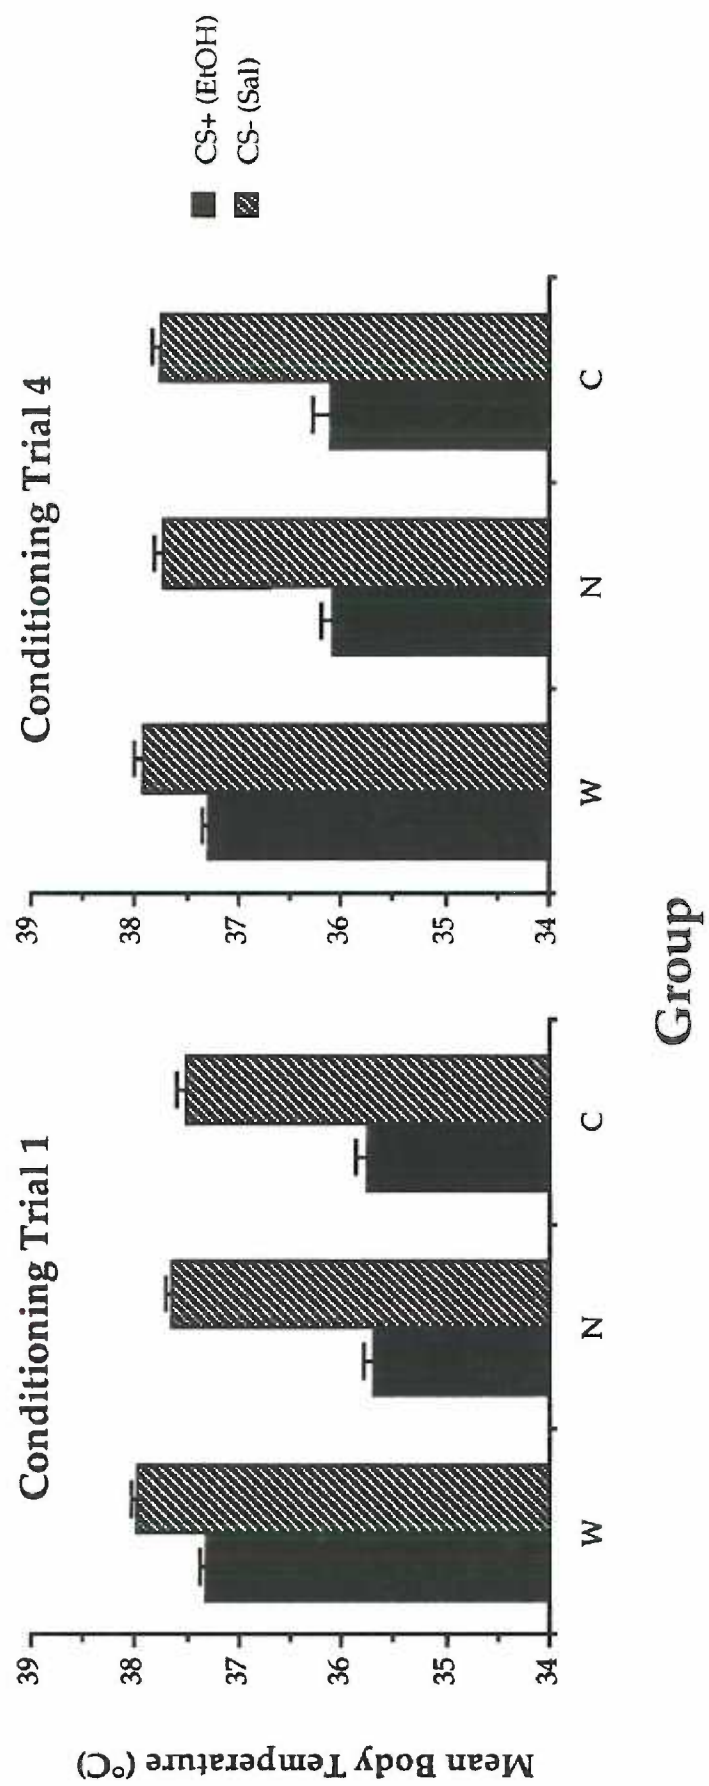 Conditioning Trial 1
Conditioning Trial 4
CS+ (EtOH)
CS- (Sal)
Mean Body Temperature (°C)
39
38
37
36
35
34
39
38
37
36
35
34
W
N
C
W
N
C
Group